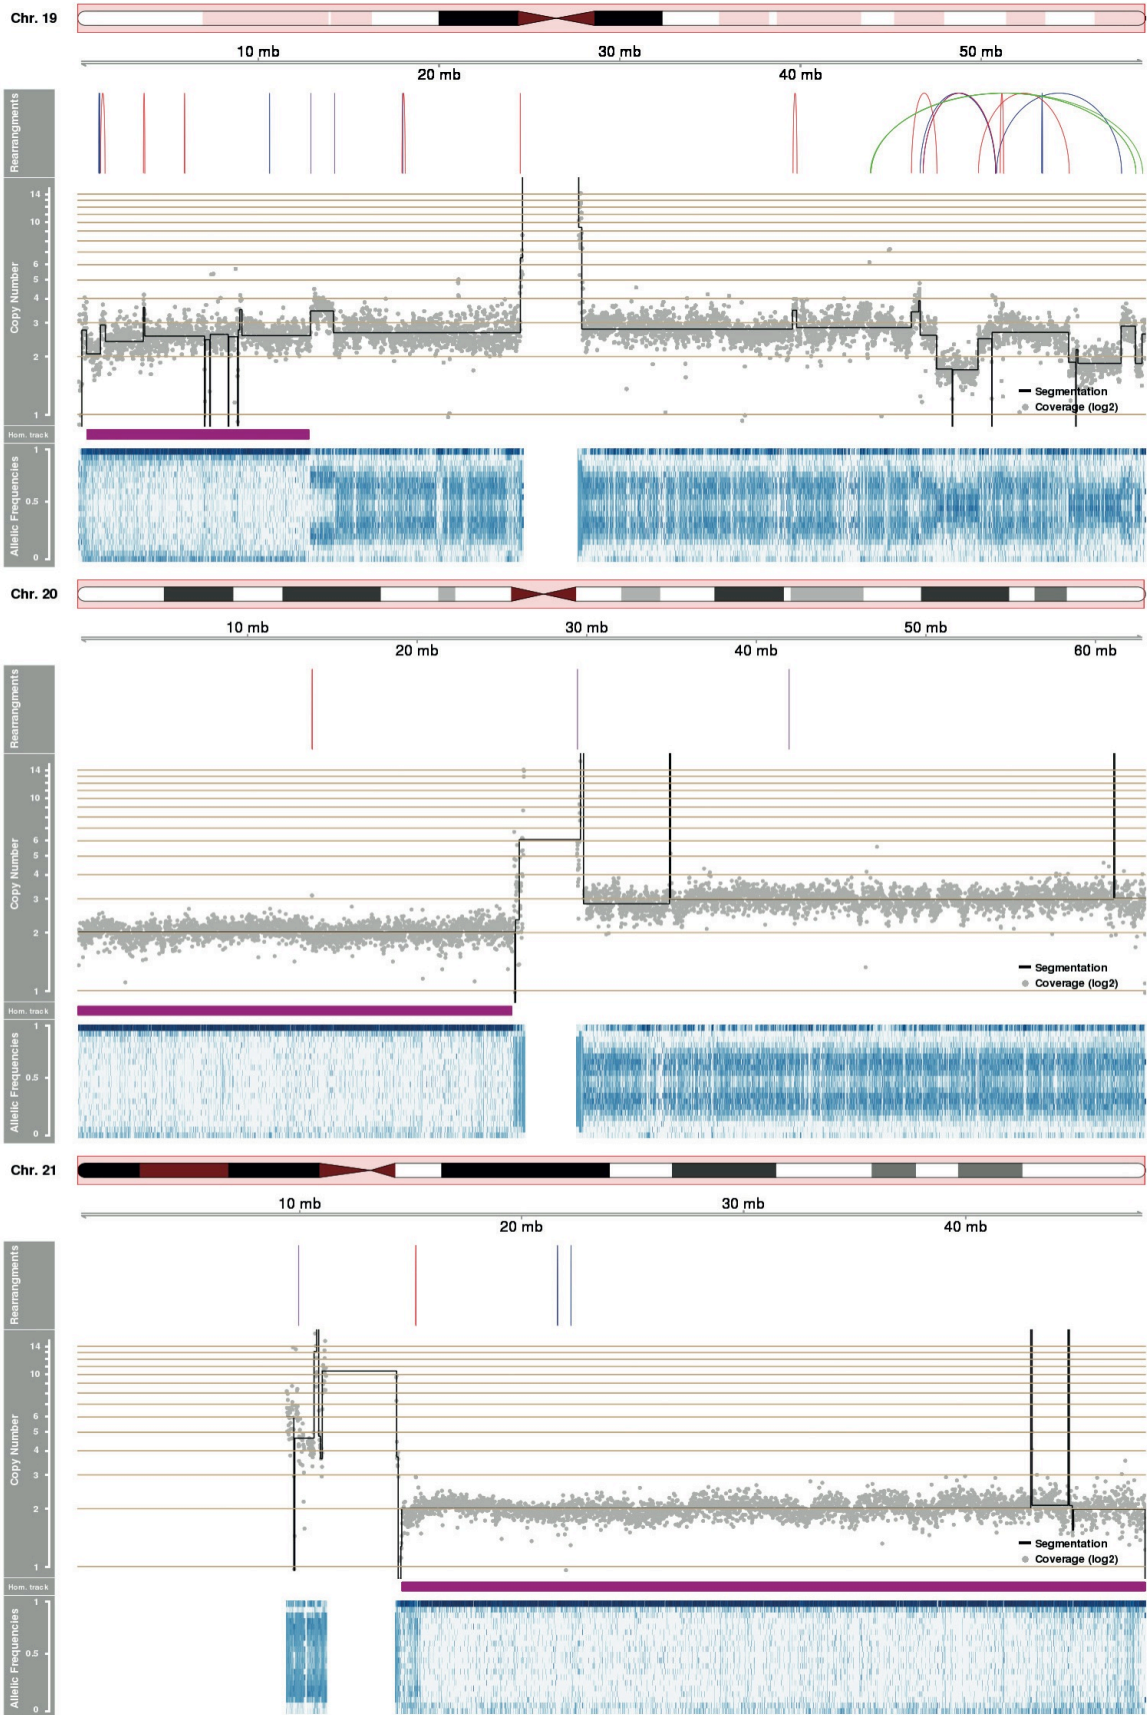 Chr. 19
10 mb
30 mb
50 mb
20 mb
40 mb
Rearrangments
Copy Number
14
10
6
5
4
3
2
1
Segmentation
Coverage (log2)
Hom. track
Allelic Frequencies
1
0.5
0
Chr. 20
10 mb
30 mb
50 mb
20 mb
40 mb
60 mb
Rearrangments
Copy Number
14
10
6
5
4
3
2
1
Segmentation
Coverage (log2)
Hom. track
Allelic Frequencies
1
0.5
0
Chr. 21
10 mb
30 mb
20 mb
40 mb
Rearrangments
Copy Number
14
10
6
5
4
3
2
1
Segmentation
Coverage (log2)
Hom. track
Allelic Frequencies
1
0.5
0